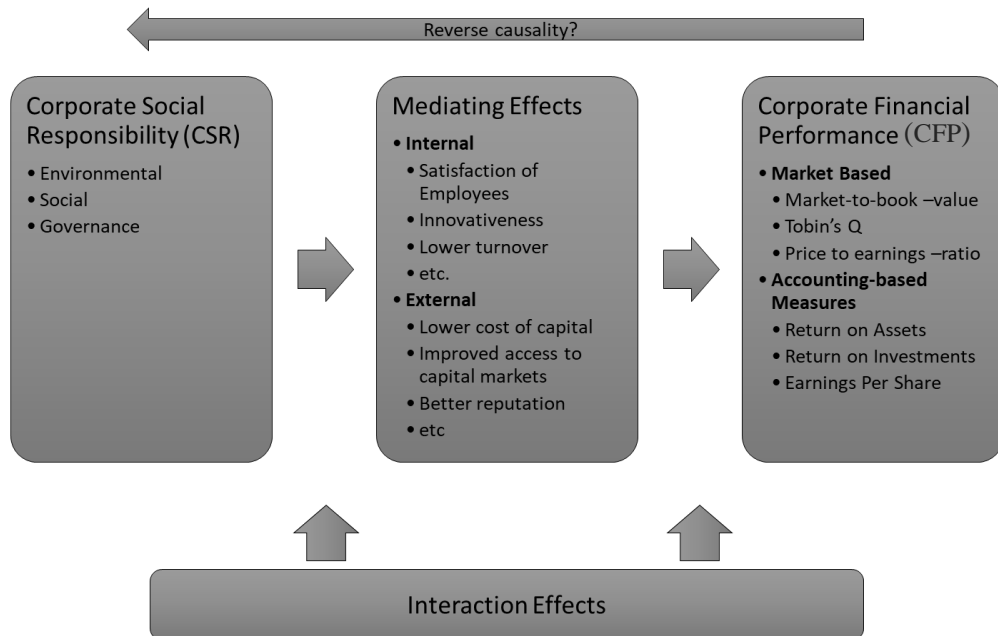 Reverse causality?
Corporate Social
Responsibility (CSR)
• Environmental
• Social
• Governance
Mediating Effects
• Internal
• Satisfaction of
Employees
• Innovativeness
• Lower turnover
• etc.
• External
• Lower cost of capital
• Improved access to
capital markets
• Better reputation
• etc
Corporate Financial
Performance (CFP)
• Market Based
• Market-to-book –value
• Tobin’s Q
• Price to earnings –ratio
• Accounting-based
Measures
• Return on Assets
• Return on Investments
• Earnings Per Share
Interaction Effects